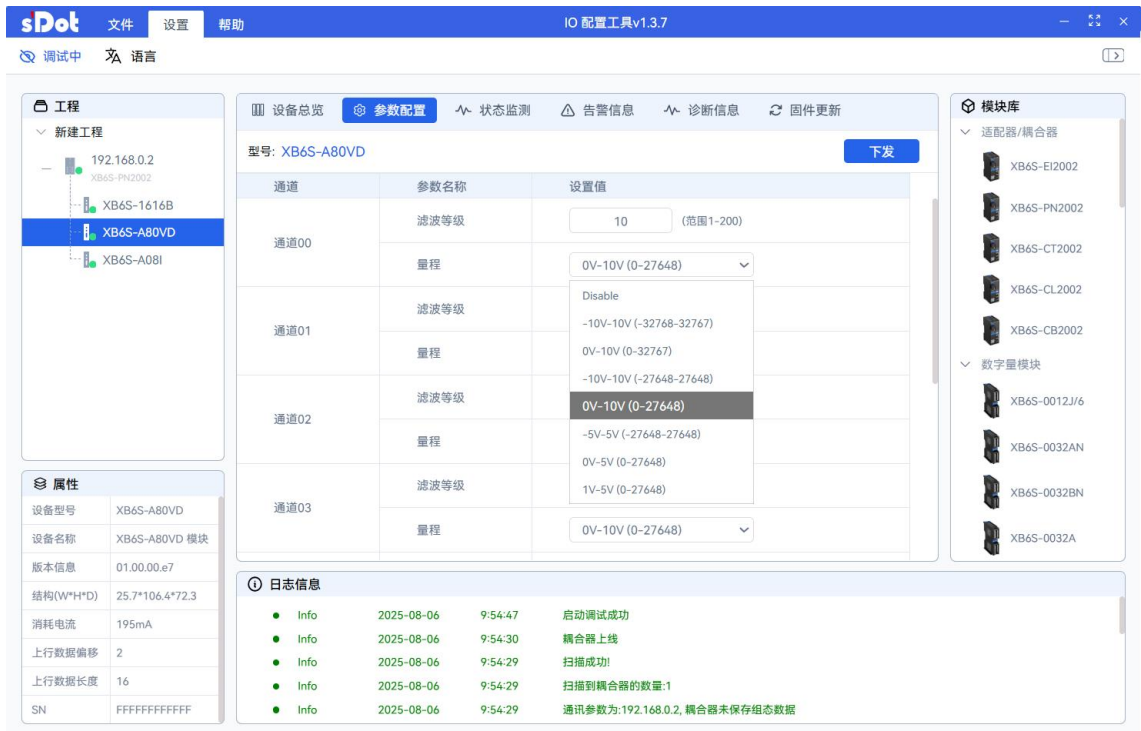 sDot 文件 设置 帮助 IO 配置工具v1.3.7
调试中 语言
工程
新建工程
192.168.0.2
XB6S-PN2002
XB6S-1616B
XB6S-A80VD
XB6S-A08I
属性
设备型号 XB6S-A80VD
设备名称 XB6S-A80VD 模块
版本信息 01.00.00.e7
结构(W*H*D) 25.7*106.4*72.3
消耗电流 195mA
上行数据偏移 2
上行数据长度 16
SN FFFFFFFFFFFF
设备总览 参数配置 状态监测 告警信息 诊断信息 固件更新
型号: XB6S-A80VD 下发
通道 参数名称 设置值
通道00
滤波等级 10 (范围1-200)
量程 0V-10V (0-27648)
Disable
-10V-10V (-32768-32767)
0V-10V (0-32767)
-10V-10V (-27648-27648)
0V-10V (0-27648)
-5V-5V (-27648-27648)
0V-5V (0-27648)
1V-5V (0-27648)
通道01
滤波等级
量程
通道02
滤波等级
量程
通道03
滤波等级
量程 0V-10V (0-27648)
日志信息
Info 2025-08-06 9:54:47 启动调试成功
Info 2025-08-06 9:54:30 耦合器上线
Info 2025-08-06 9:54:29 扫描成功!
Info 2025-08-06 9:54:29 扫描到耦合器的数量:1
Info 2025-08-06 9:54:29 通讯参数为:192.168.0.2, 耦合器未保存组态数据
模块库
适配器/耦合器
XB6S-EI2002
XB6S-PN2002
XB6S-CT2002
XB6S-CL2002
XB6S-CB2002
数字量模块
XB6S-0012J/6
XB6S-0032AN
XB6S-0032BN
XB6S-0032A